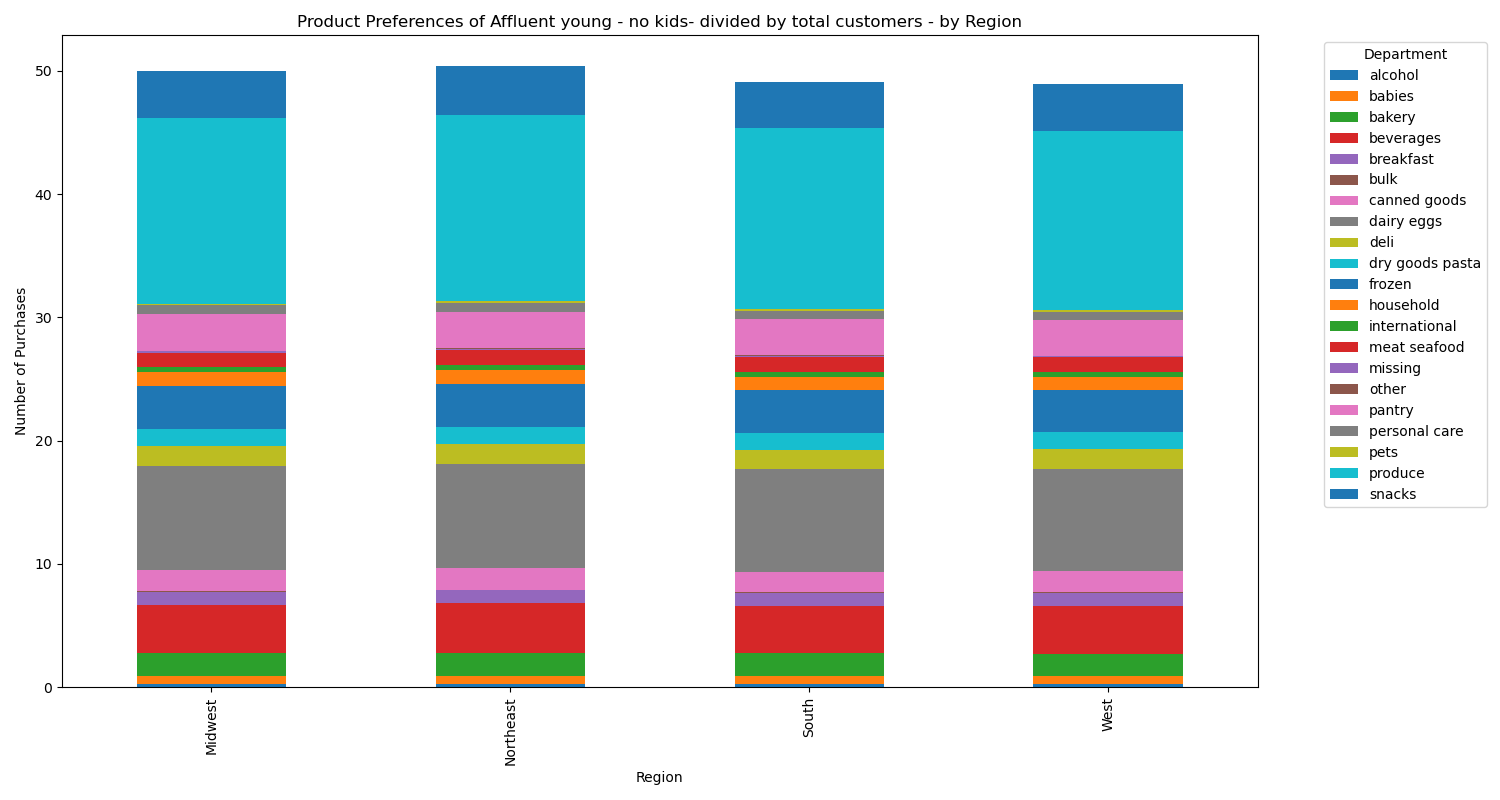 Product Preferences of Affluent young - no kids- divided by total customers - by Region
Number of Purchases
50
40
30
20
10
0
Midwest
Northeast
South
West
Region
Department
alcohol
babies
bakery
beverages
breakfast
bulk
canned goods
dairy eggs
deli
dry goods pasta
frozen
household
international
meat seafood
missing
other
pantry
personal care
pets
produce
snacks